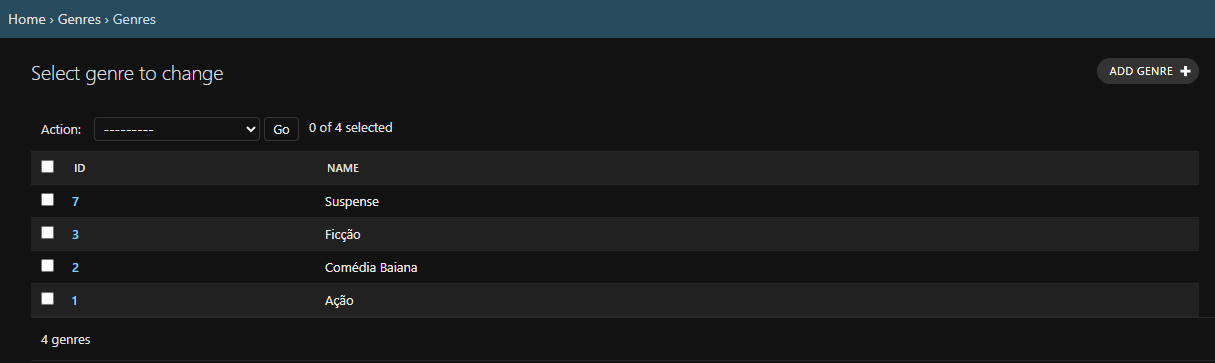 Home › Genres › Genres
Select genre to change
ADD GENRE +
Action: --------- Go 0 of 4 selected
ID NAME
7 Suspense
3 Ficção
2 Comédia Baiana
1 Ação
4 genres